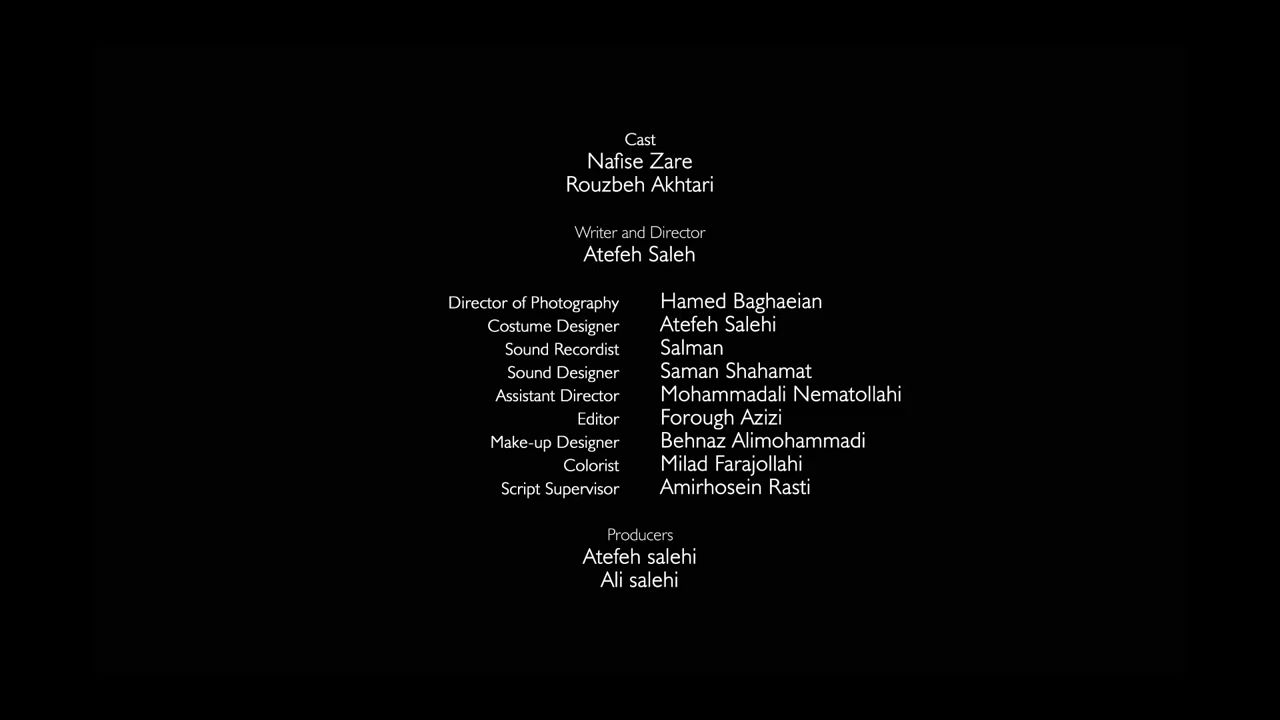 Cast
Nafise Zare
Rouzbeh Akhtari
Writer and Director
Atefeh Saleh
Director of Photography Hamed Baghaeian
Costume Designer Atefeh Salehi
Sound Recordist Salman
Sound Designer Saman Shahamat
Assistant Director Mohammadali Nematollahi
Editor Forough Azizi
Make-up Designer Behnaz Alimohammadi
Colorist Milad Farajollahi
Script Supervisor Amirhosein Rasti
Producers
Atefeh salehi
Ali salehi